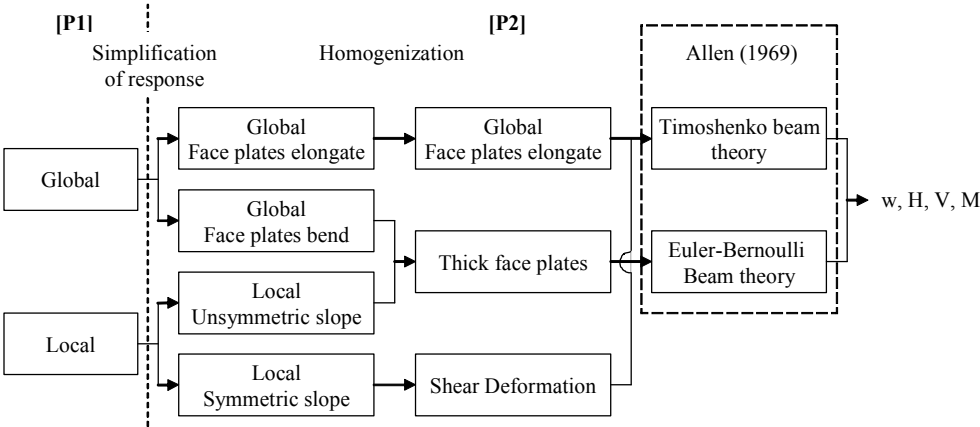 [P1]
[P2]
Simplification
of response
Homogenization
Allen (1969)
Global
Local
Global
Face plates elongate
Global
Face plates bend
Local
Unsymmetric slope
Local
Symmetric slope
Global
Face plates elongate
Thick face plates
Shear Deformation
Timoshenko beam
theory
Euler-Bernoulli
Beam theory
w, H, V, M